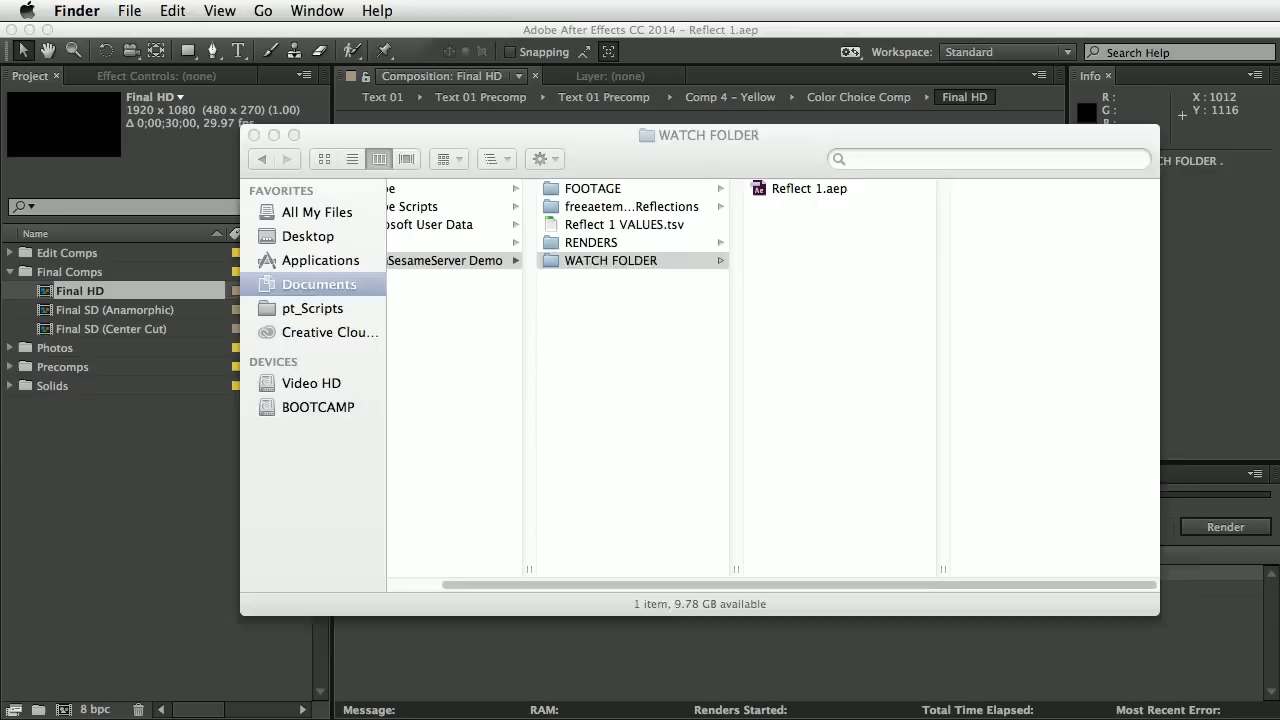 Finder File Edit View Go Window Help
Adobe After Effects CC 2014 – Reflect 1.aep
Snapping Workspace: Standard Search Help
Project × Effect Controls: (none) Composition: Final HD × Layer: (none) Info ×
Final HD
1920 x 1080 (480 x 270) (1.00)
Δ 0;00;30;00, 29.97 fps
Text 01 Text 01 Precomp Text 01 Precomp Comp 4 – Yellow Color Choice Comp Final HD
R : X : 1012
G : Y : 1116
CH FOLDER .
Name
Edit Comps
Final Comps
Final HD
Final SD (Anamorphic)
Final SD (Center Cut)
Photos
Precomps
Solids
WATCH FOLDER
FAVORITES
All My Files
Desktop
Applications
Documents
pt_Scripts
Creative Clou...
DEVICES
Video HD
BOOTCAMP
e Scripts
osoft User Data
SesameServer Demo
FOOTAGE
freeaetem...Reflections
Reflect 1 VALUES.tsv
RENDERS
WATCH FOLDER
Reflect 1.aep
1 item, 9.78 GB available
Render
8 bpc
Message: RAM: Renders Started: Total Time Elapsed: Most Recent Error: